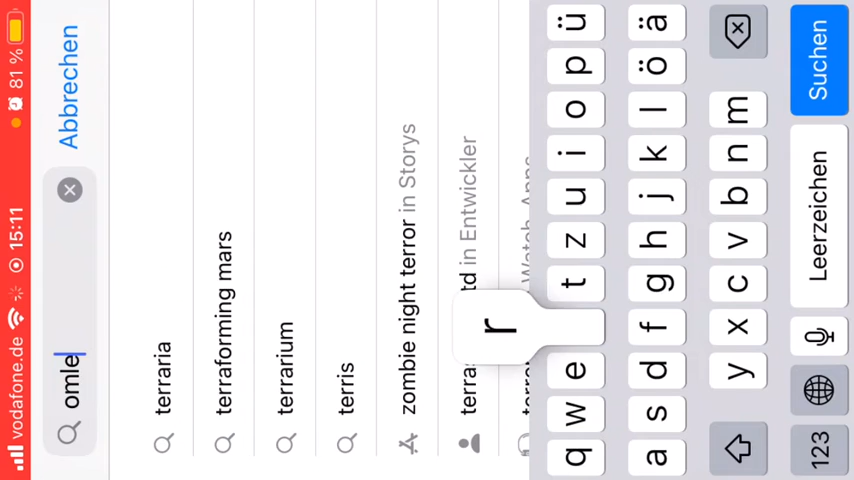 vodafone.de 15:11 81 %
omle Abbrechen
terraria
terraforming mars
terrarium
terris
zombie night terror in Storys
td in Entwickler
r
q w e t z u i o p ü
a s d f g h j k l ö ä
y x c v b n m
123 Leerzeichen Suchen